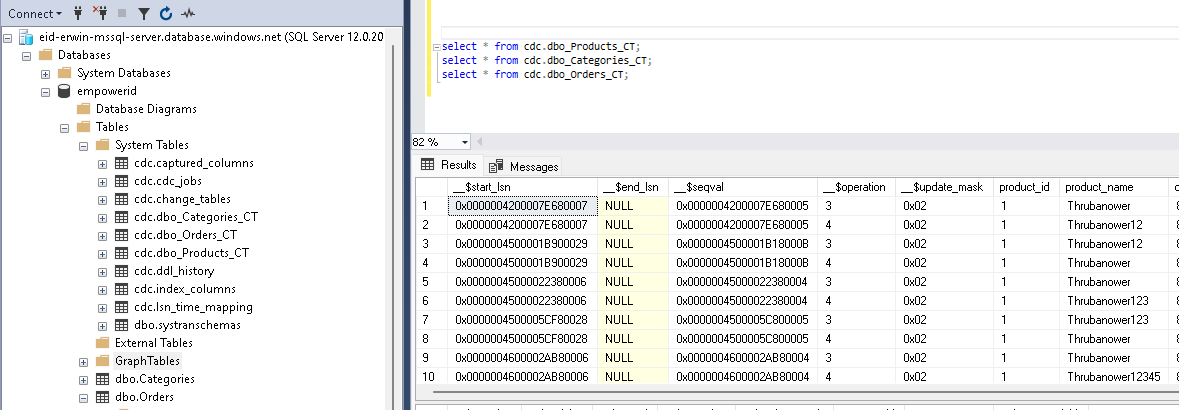 Connect
eid-erwin-mssql-server.database.windows.net (SQL Server 12.0.20
Databases
System Databases
empowerid
Database Diagrams
Tables
System Tables
cdc.captured_columns
cdc.cdc_jobs
cdc.change_tables
cdc.dbo_Categories_CT
cdc.dbo_Orders_CT
cdc.dbo_Products_CT
cdc.ddl_history
cdc.index_columns
cdc.lsn_time_mapping
dbo.systranschemas
External Tables
GraphTables
dbo.Categories
dbo.Orders
select * from cdc.dbo_Products_CT;
select * from cdc.dbo_Categories_CT;
select * from cdc.dbo_Orders_CT;
82 %
Results Messages
__$start_lsn __$end_lsn __$seqval __$operation __$update_mask product_id product_name
1 0x0000004200007E680007 NULL 0x0000004200007E680005 3 0x02 1 Thrubanower
2 0x0000004200007E680007 NULL 0x0000004200007E680005 4 0x02 1 Thrubanower12
3 0x0000004500001B900029 NULL 0x0000004500001B18000B 3 0x02 1 Thrubanower12
4 0x0000004500001B900029 NULL 0x0000004500001B18000B 4 0x02 1 Thrubanower
5 0x0000004500002238​0006 NULL 0x00000045000022380004 3 0x02 1 Thrubanower
6 0x00000045000022380006 NULL 0x00000045000022380004 4 0x02 1 Thrubanower123
7 0x0000004500005CF80028 NULL 0x0000004500005C800005 3 0x02 1 Thrubanower123
8 0x0000004500005CF80028 NULL 0x0000004500005C800005 4 0x02 1 Thrubanower
9 0x0000004600002AB80006 NULL 0x0000004600002AB80004 3 0x02 1 Thrubanower
10 0x0000004600002AB80006 NULL 0x0000004600002AB80004 4 0x02 1 Thrubanower12345